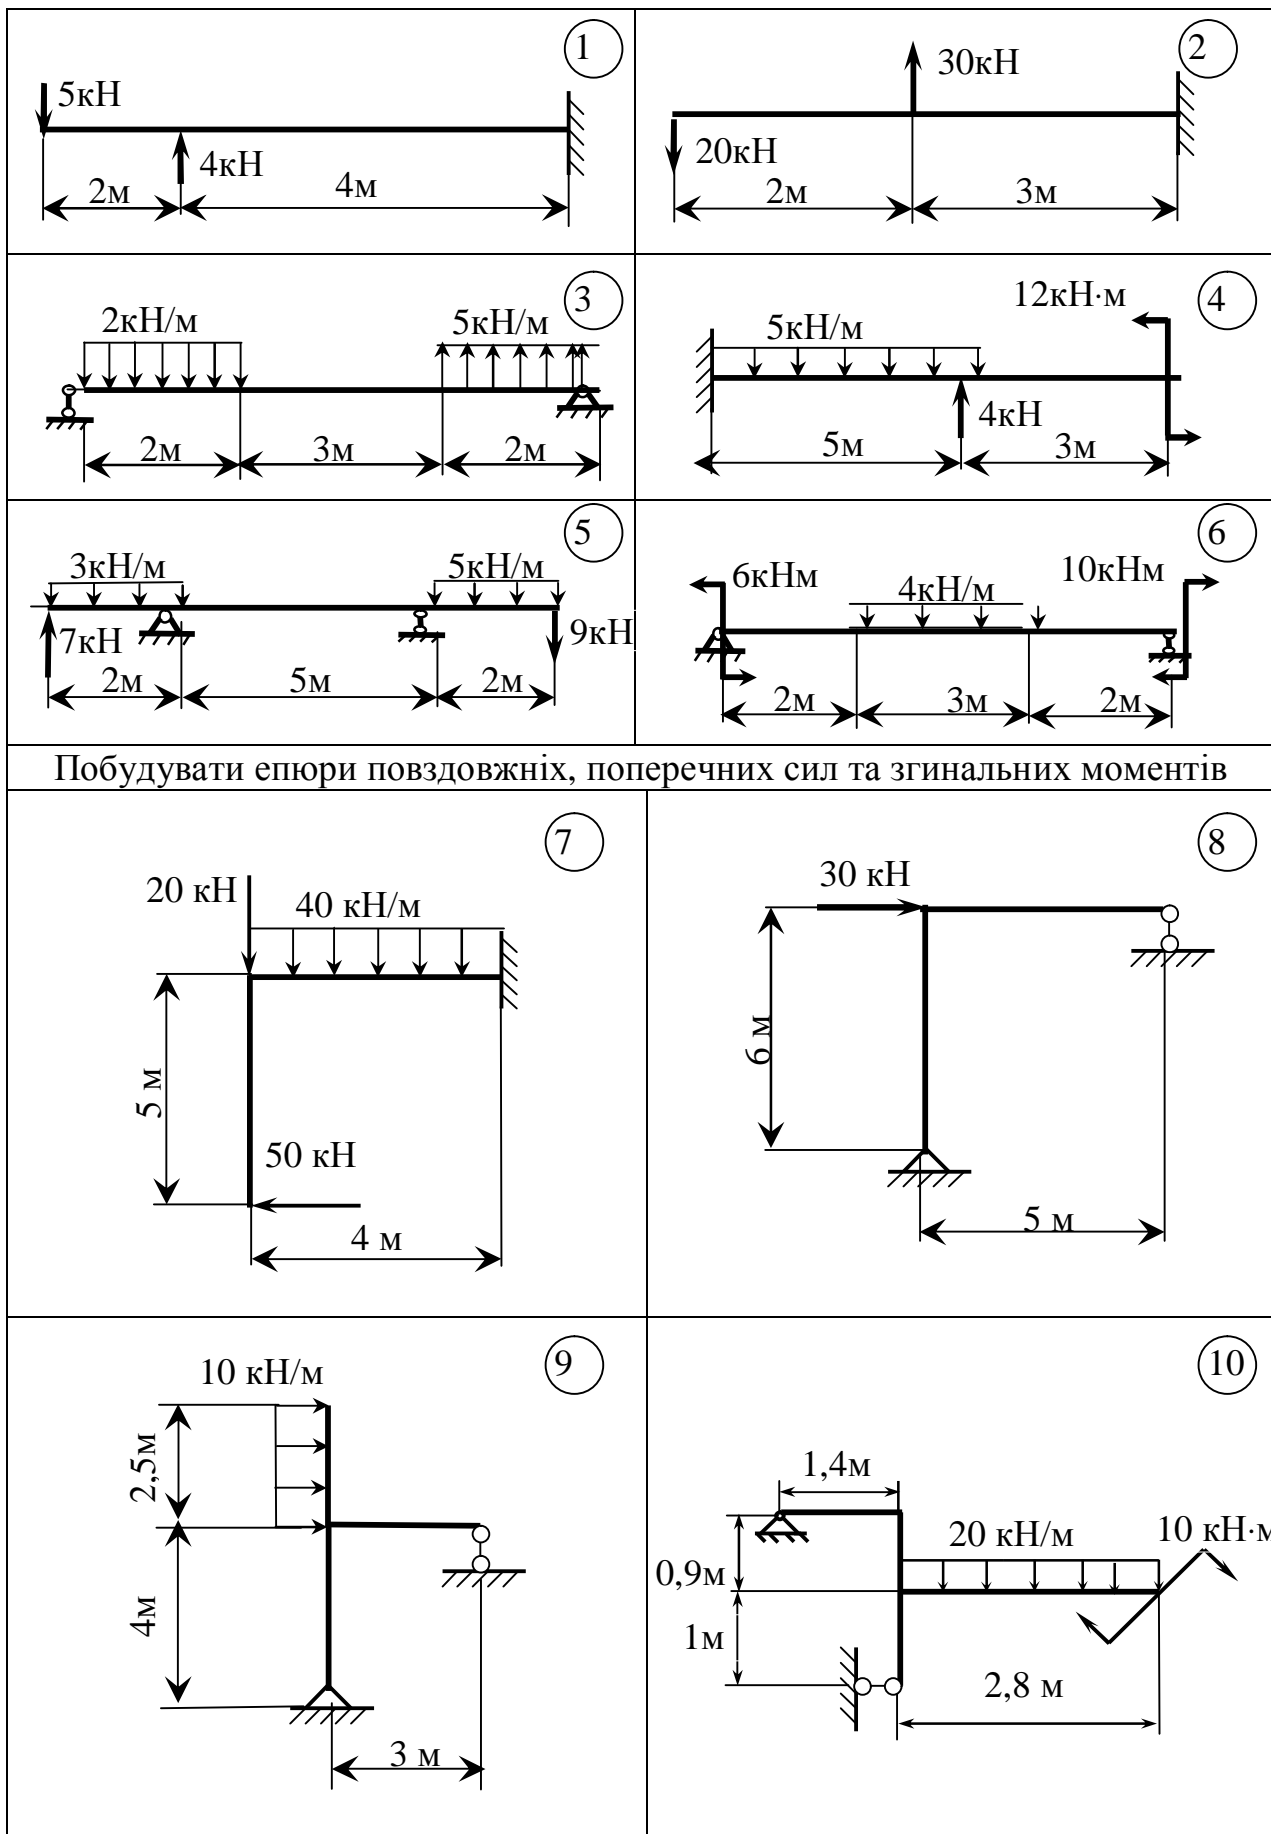 1
5кН
4кН
2м
4м
2
30кН
20кН
2м
3м
3
2кН/м
5кН/м
2м
3м
2м
4
12кН·м
5кН/м
4кН
5м
3м
5
3кН/м
5кН/м
7кН
9кН
2м
5м
2м
6
6кНм
10кНм
4кН/м
2м
3м
2м
Побудувати епюри повздовжніх, поперечних сил та згинальних моментів
7
20 кН
40 кН/м
5 м
50 кН
4 м
8
30 кН
6 м
5 м
9
10 кН/м
2,5м
4м
3 м
10
1,4м
20 кН/м
10 кН·м
0,9м
1м
2,8 м